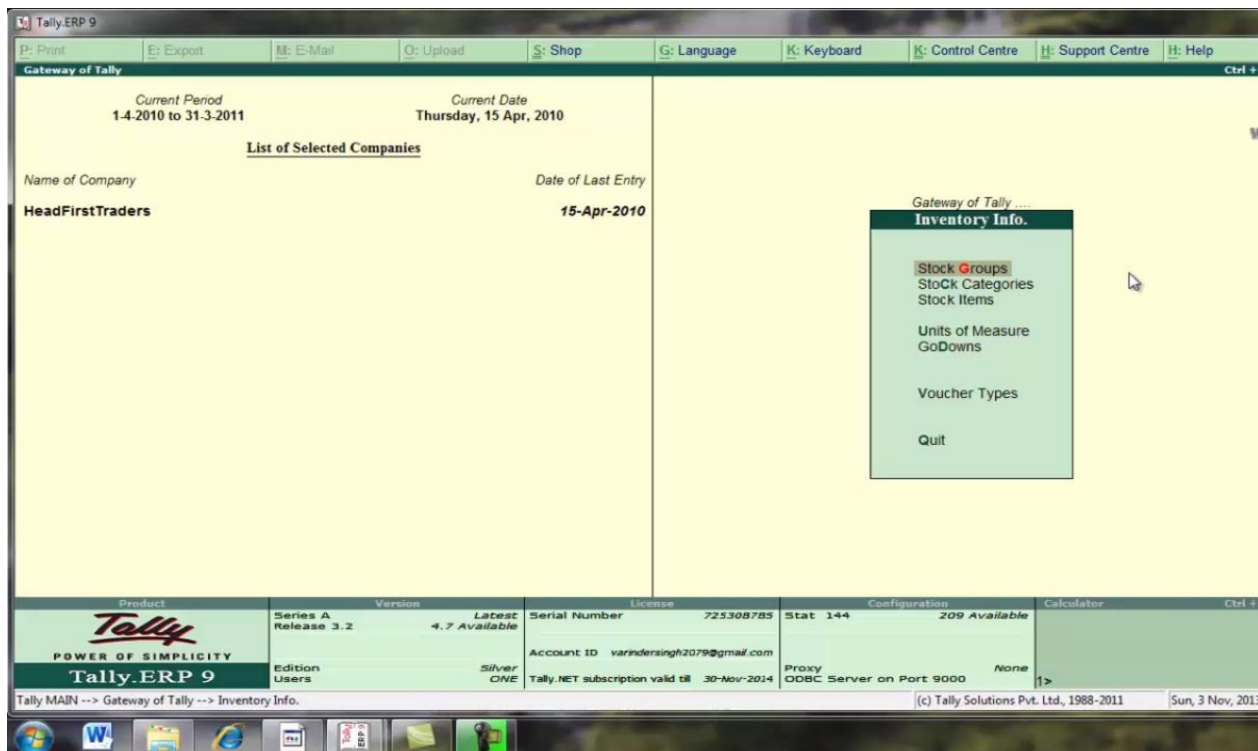 Tally.ERP 9
P: Print E: Export M: E-Mail O: Upload S: Shop G: Language K: Keyboard K: Control Centre H: Support Centre H: Help
Gateway of Tally Ctrl +
Current Period Current Date
1-4-2010 to 31-3-2011 Thursday, 15 Apr, 2010
List of Selected Companies
Name of Company Date of Last Entry
HeadFirstTraders 15-Apr-2010
Gateway of Tally ....
Inventory Info.
Stock Groups
StoCk Categories
Stock Items
Units of Measure
GoDowns
Voucher Types
Quit
Product Version License Configuration Calculator Ctrl +
Tally
POWER OF SIMPLICITY
Tally.ERP 9
Series A Latest
Release 3.2 4.7 Available
Edition Silver
Users ONE
Serial Number 725308785
Account ID varindersingh2079@gmail.com
Tally.NET subscription valid till 30-Nov-2014
Stat 144 209 Available
Proxy None
ODBC Server on Port 9000
1>
Tally MAIN --> Gateway of Tally --> Inventory Info. (c) Tally Solutions Pvt. Ltd., 1988-2011 Sun, 3 Nov, 2013